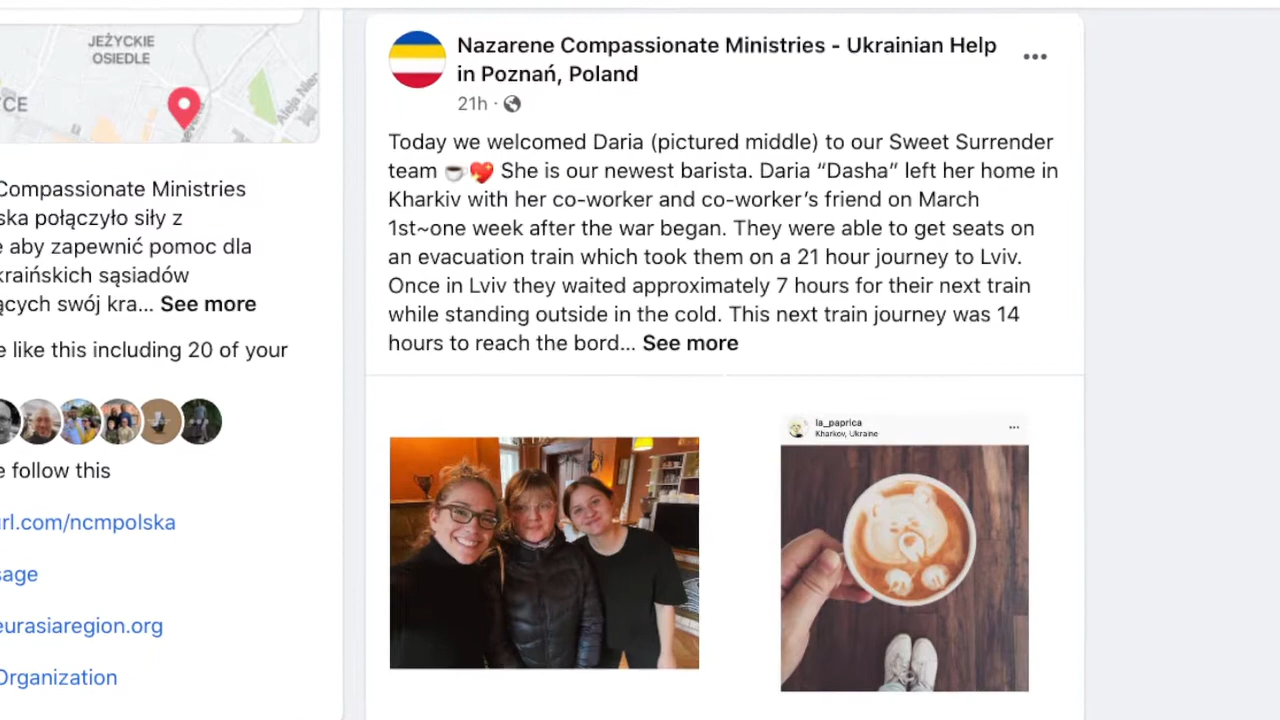 JEŻYCKIE
OSIEDLE
Aleja Nier
Compassionate Ministries
ska połączyło siły z
e aby zapewnić pomoc dla
kraińskich sąsiadów
ących swój kra... See more
e like this including 20 of your
e follow this
url.com/ncmpolska
sage
eurasiaregion.org
Organization
Nazarene Compassionate Ministries - Ukrainian Help
in Poznań, Poland
21h ·
Today we welcomed Daria (pictured middle) to our Sweet Surrender
team ☕💖 She is our newest barista. Daria “Dasha” left her home in
Kharkiv with her co-worker and co-worker’s friend on March
1st~one week after the war began. They were able to get seats on
an evacuation train which took them on a 21 hour journey to Lviv.
Once in Lviv they waited approximately 7 hours for their next train
while standing outside in the cold. This next train journey was 14
hours to reach the bord... See more
la_paprica
Kharkov, Ukraine